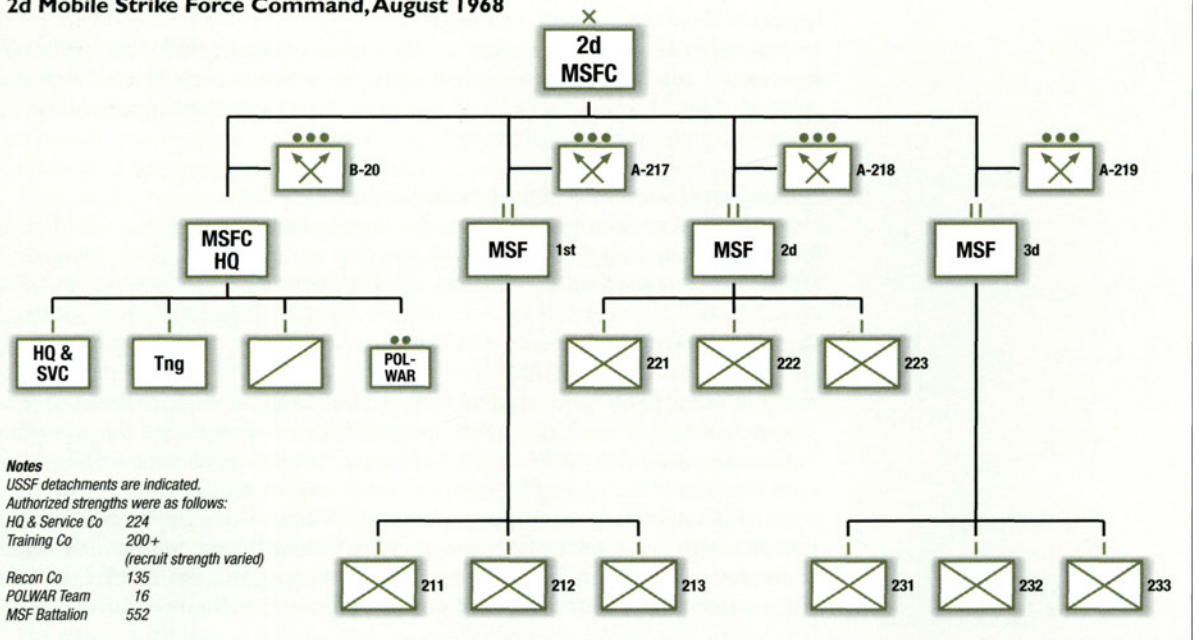 2d Mobile Strike Force Command, August 1968
2d
MSFC
B-20
A-217
A-218
A-219
MSFC
HQ
MSF
1st
MSF
2d
MSF
3d
HQ &
SVC
Tng
POL-
WAR
221
222
223
Notes
USSF detachments are indicated.
Authorized strengths were as follows:
HQ & Service Co 224
Training Co 200+
(recruit strength varied)
Recon Co 135
POLWAR Team 16
MSF Battalion 552
211
212
213
231
232
233